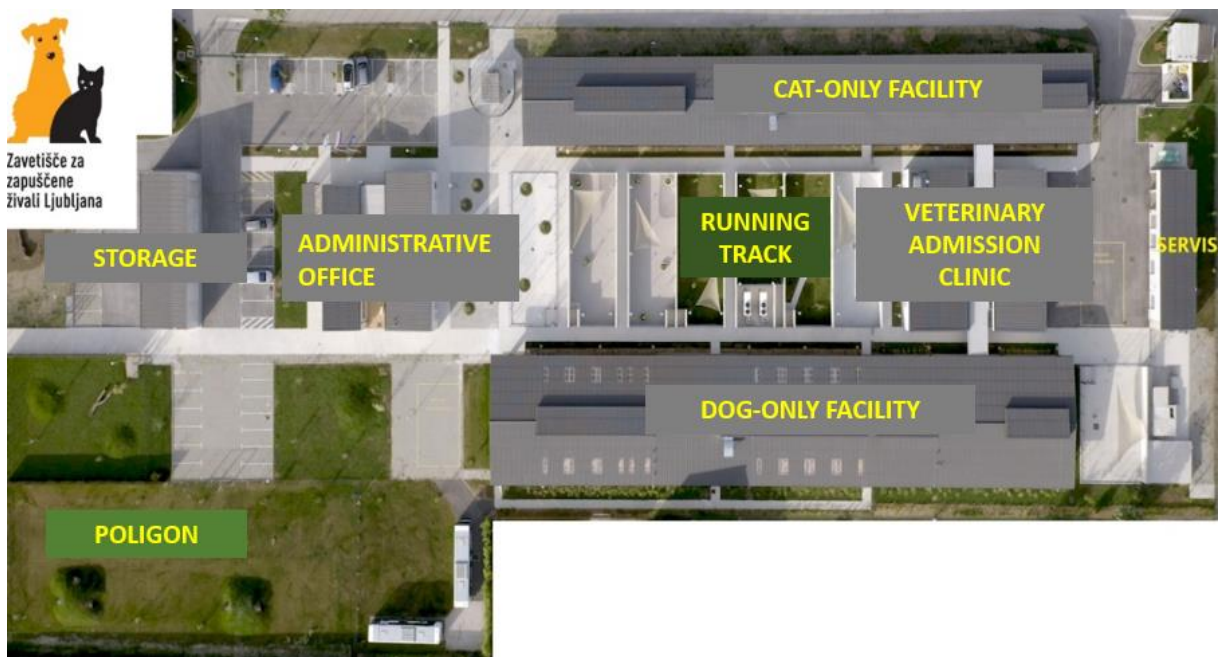 Zavetišče za
zapuščene
živali Ljubljana
CAT-ONLY FACILITY
STORAGE
ADMINISTRATIVE
OFFICE
RUNNING
TRACK
VETERINARY
ADMISSION
CLINIC
SERVIS
DOG-ONLY FACILITY
POLIGON